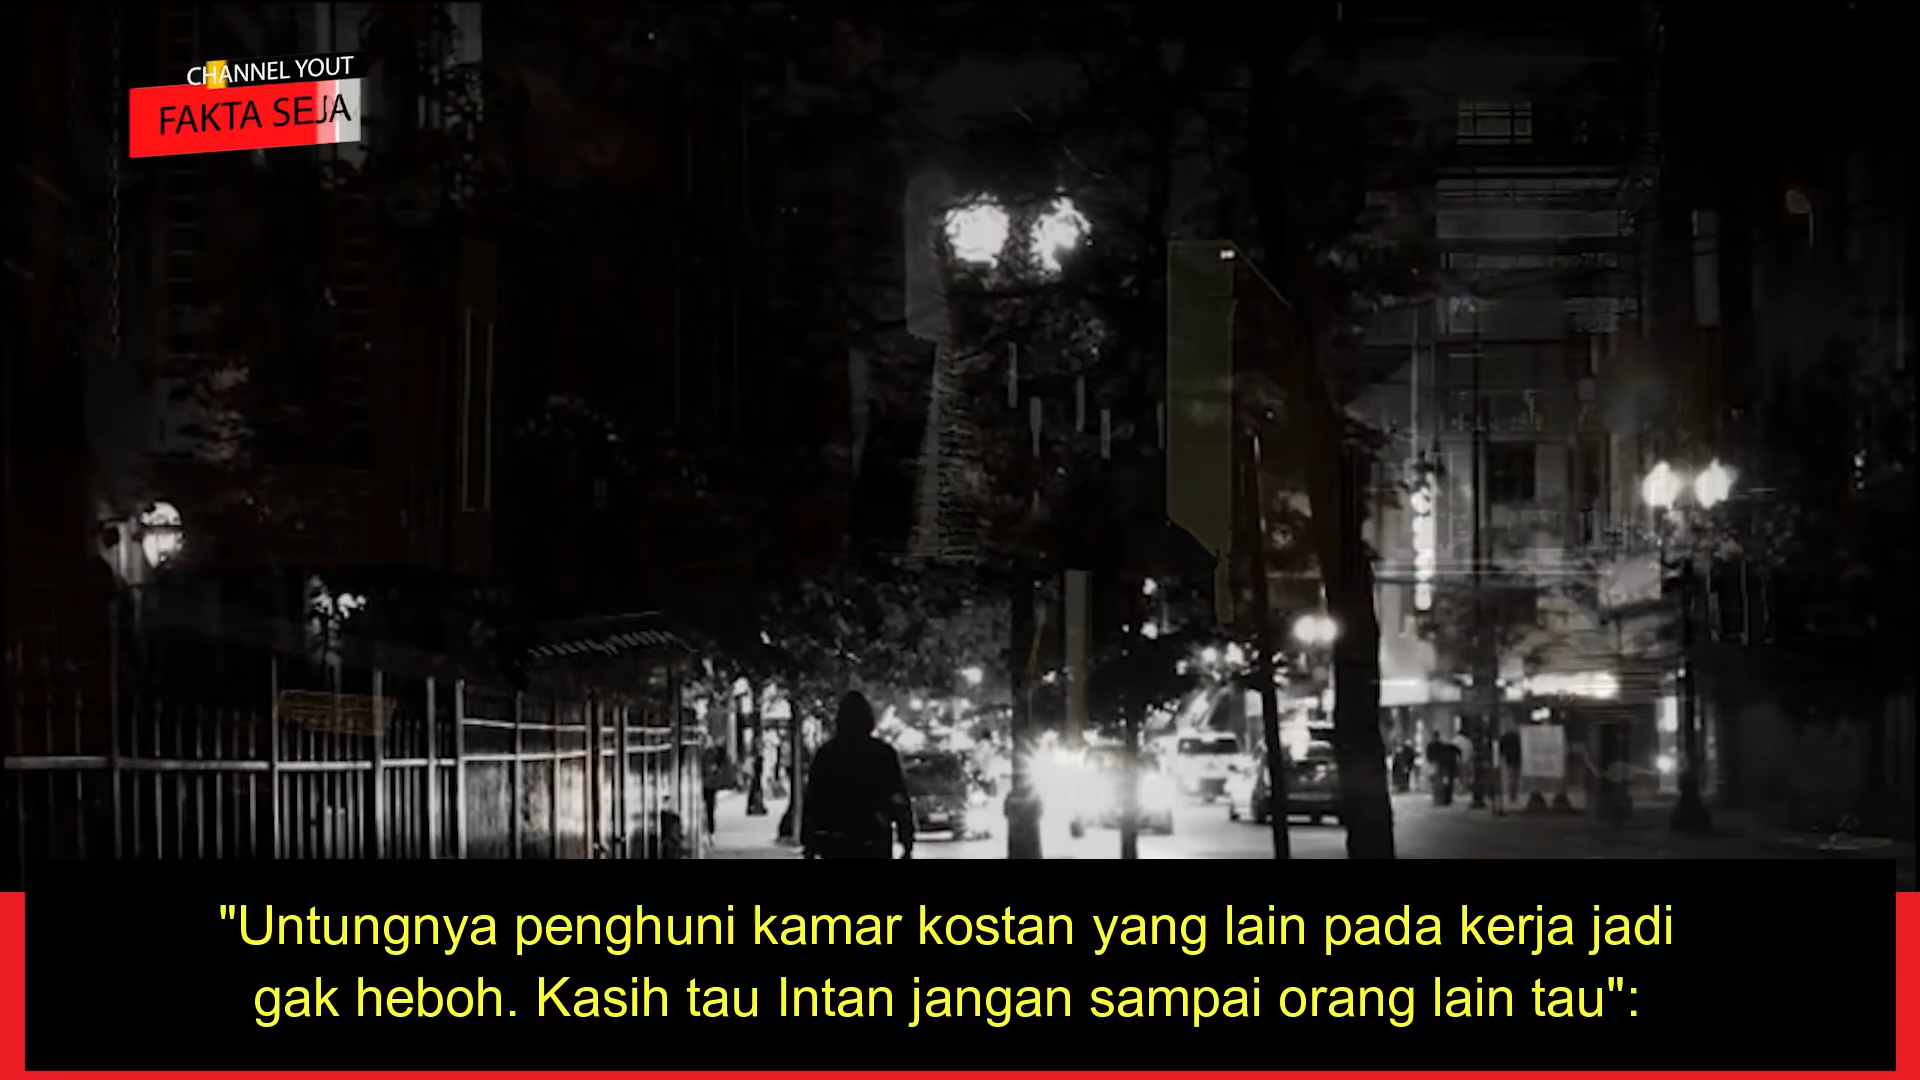 CHANNEL YOUT
FAKTA SEJA
"Untungnya penghuni kamar kostan yang lain pada kerja jadi
gak heboh. Kasih tau Intan jangan sampai orang lain tau":